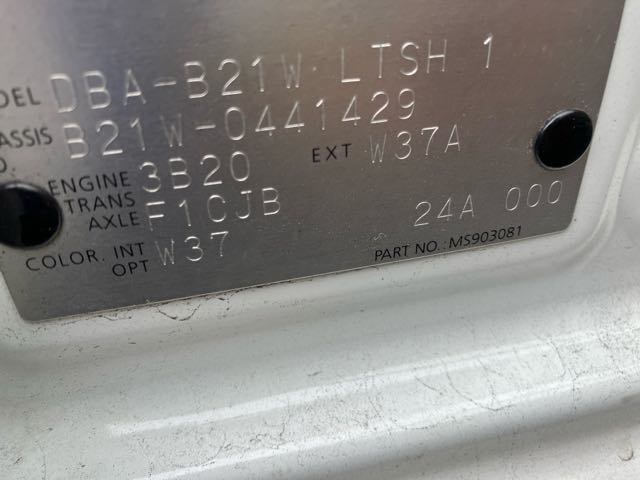 DEL DBA-B21W LTSH 1
ASSIS B21W-0441429
O.
ENGINE 3B20 EXT W37A
TRANS
AXLE F1CJB 24A 000
COLOR. INT W37
OPT
PART NO.: MS903081